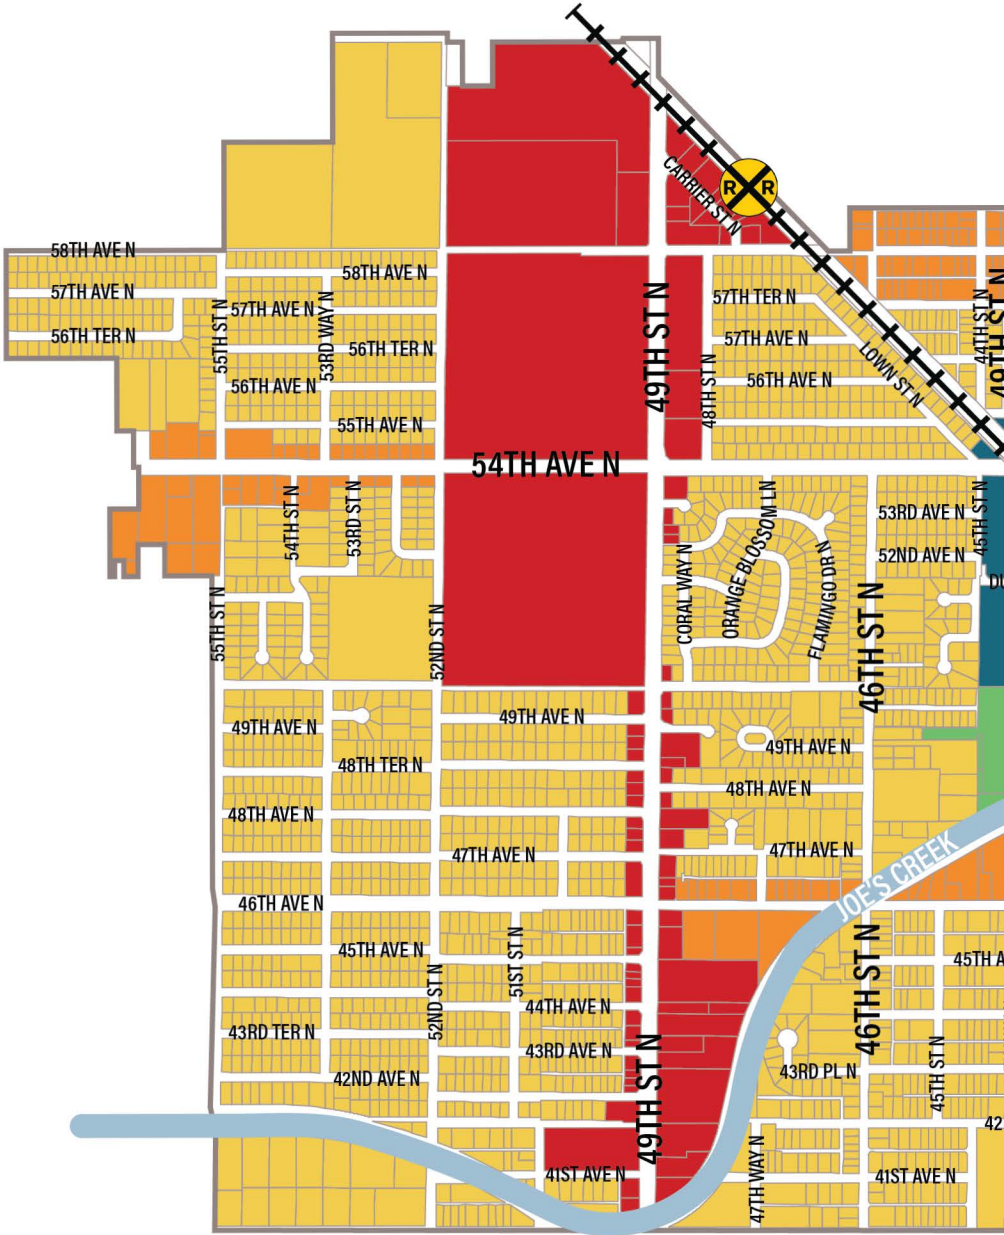 R R
CARRIER ST N
58TH AVE N
58TH AVE N
57TH AVE N
57TH AVE N
56TH TER N
55TH ST N
53RD WAY N
56TH TER N
56TH AVE N
55TH AVE N
49TH ST N
48TH ST N
57TH TER N
57TH AVE N
56TH AVE N
LOWN ST N
44TH ST N
49TH ST N
54TH AVE N
54TH ST N
53RD ST N
55TH ST N
52ND ST N
CORAL WAY N
ORANGE BLOSSOM LN
FLAMINGO DR N
53RD AVE N
52ND AVE N
45TH ST N
46TH ST N
49TH AVE N
48TH TER N
48TH AVE N
49TH AVE N
47TH AVE N
49TH AVE N
48TH AVE N
47TH AVE N
JOE'S CREEK
46TH AVE N
45TH AVE N
43RD TER N
42ND AVE N
52ND ST N
51ST ST N
44TH AVE N
43RD AVE N
49TH ST N
41ST AVE N
46TH ST N
45TH A
43RD PL N
45TH ST N
42
47TH WAY N
41ST AVE N